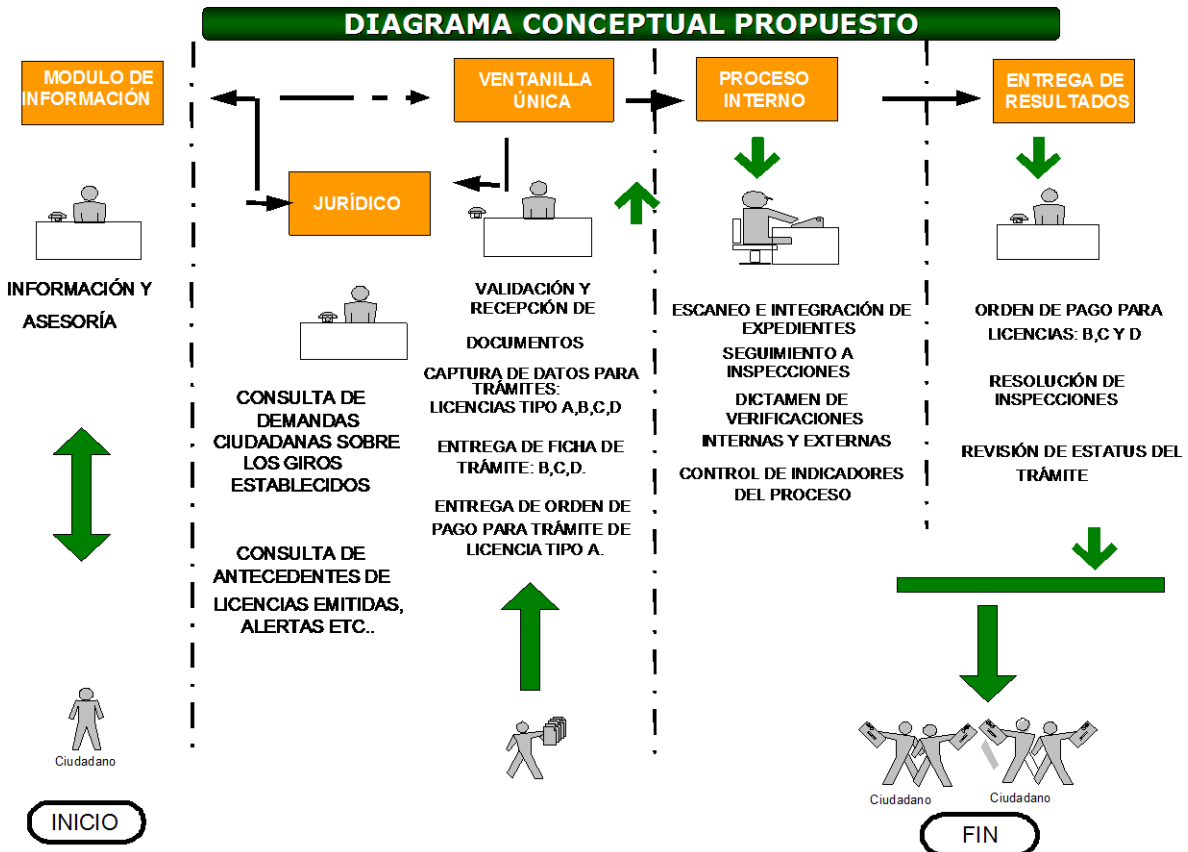 DIAGRAMA CONCEPTUAL PROPUESTO
MODULO DE
INFORMACIÓN
VENTANILLA
ÚNICA
PROCESO
INTERNO
ENTREGA DE
RESULTADOS
JURÍDICO
INFORMACIÓN Y
ASESORÍA
CONSULTA DE
DEMANDAS
CIUDADANAS SOBRE
LOS GIROS
ESTABLECIDOS
CONSULTA DE
ANTECEDENTES DE
LICENCIAS EMITIDAS,
ALERTAS ETC..
VALIDACIÓN Y
RECEPCIÓN DE
DOCUMENTOS
CAPTURA DE DATOS PARA
TRÁMITES:
LICENCIAS TIPO A,B,C,D
ENTREGA DE FICHA DE
TRÁMITE: B,C,D.
ENTREGA DE ORDEN DE
PAGO PARA TRÁMITE DE
LICENCIA TIPO A.
ESCANEO E INTEGRACIÓN DE
EXPEDIENTES
SEGUIMIENTO A
INSPECCIONES
DICTAMEN DE
VERIFICACIONES
INTERNAS Y EXTERNAS
CONTROL DE INDICADORES
DEL PROCESO
ORDEN DE PAGO PARA
LICENCIAS: B,C Y D
RESOLUCIÓN DE
INSPECCIONES
REVISIÓN DE ESTATUS DEL
TRÁMITE
Ciudadano
INICIO
Ciudadano
Ciudadano
FIN